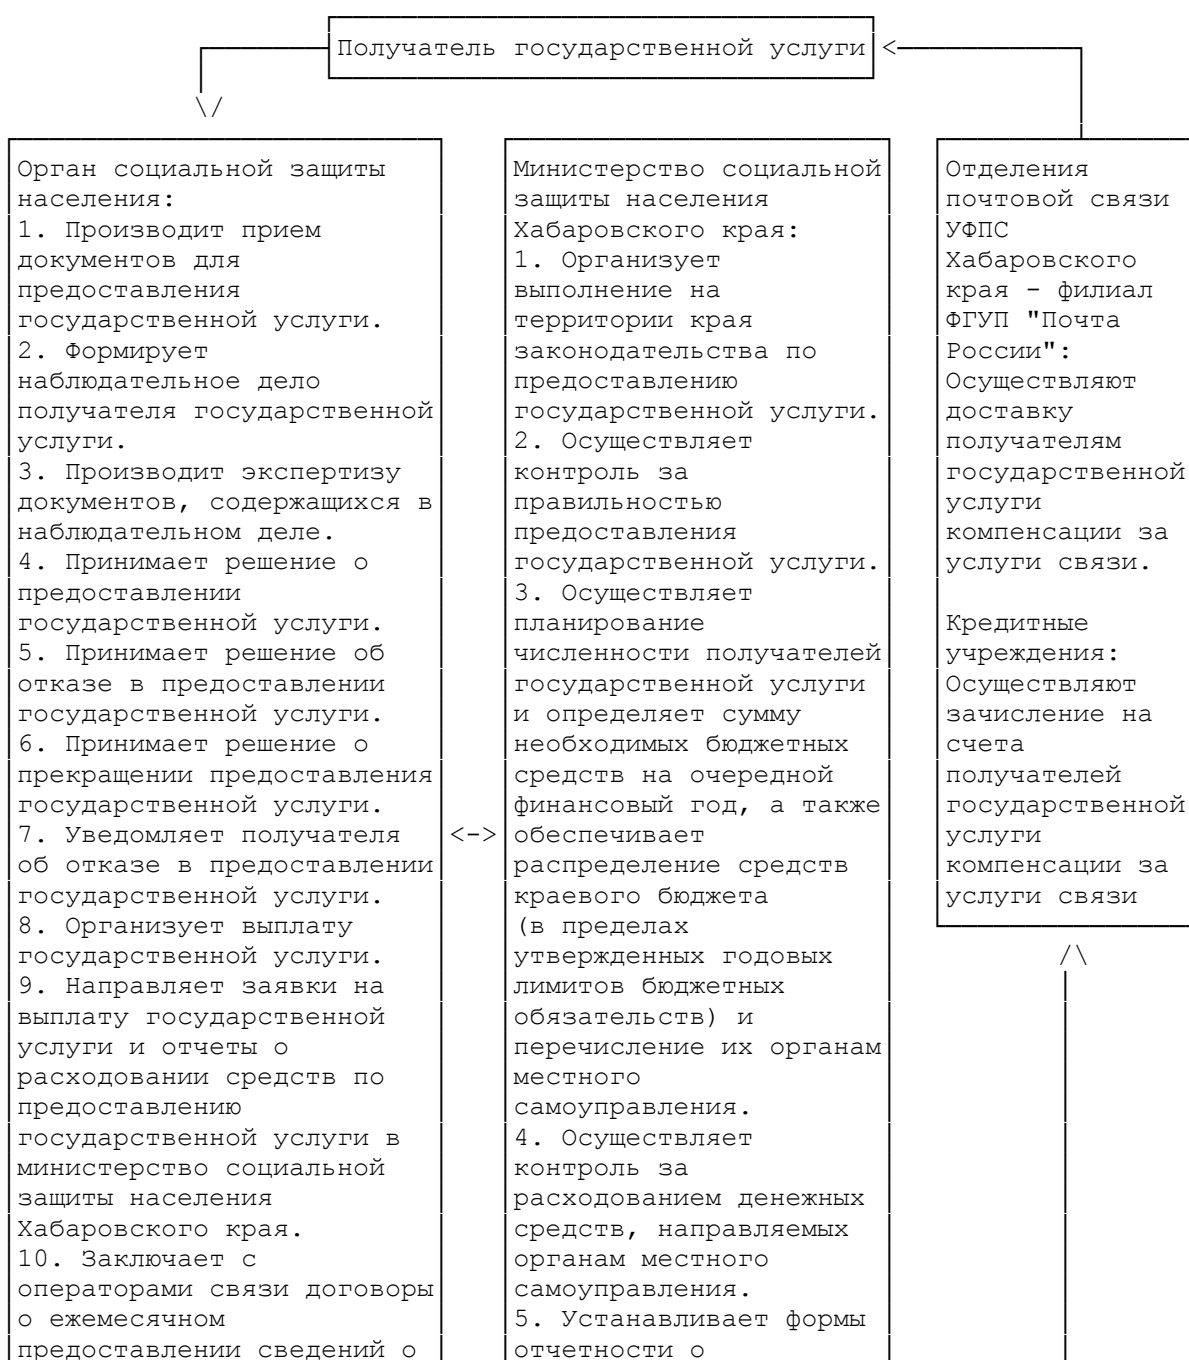 Получатель государственной услуги
Орган социальной защиты
населения:
1. Производит прием
документов для
предоставления
государственной услуги.
2. Формирует
наблюдательное дело
получателя государственной
услуги.
3. Производит экспертизу
документов, содержащихся в
наблюдательном деле.
4. Принимает решение о
предоставлении
государственной услуги.
5. Принимает решение об
отказе в предоставлении
государственной услуги.
6. Принимает решение о
прекращении предоставления
государственной услуги.
7. Уведомляет получателя
об отказе в предоставлении
государственной услуги.
8. Организует выплату
государственной услуги.
9. Направляет заявки на
выплату государственной
услуги и отчеты о
расходовании средств по
предоставлению
государственной услуги в
министерство социальной
защиты населения
Хабаровского края.
10. Заключает с
операторами связи договоры
о ежемесячном
предоставлении сведений о
Министерство социальной
защиты населения
Хабаровского края:
1. Организует
выполнение на
территории края
законодательства по
предоставлению
государственной услуги.
2. Осуществляет
контроль за
правильностью
предоставления
государственной услуги.
3. Осуществляет
планирование
численности получателей
государственной услуги
и определяет сумму
необходимых бюджетных
средств на очередной
финансовый год, а также
обеспечивает
распределение средств
краевого бюджета
(в пределах
утвержденных годовых
лимитов бюджетных
обязательств) и
перечисление их органам
местного
самоуправления.
4. Осуществляет
контроль за
расходованием денежных
средств, направляемых
органам местного
самоуправления.
5. Устанавливает формы
отчетности о
Отделения
почтовой связи
УФПС
Хабаровского
края - филиал
ФГУП "Почта
России":
Осуществляют
доставку
получателям
государственной
услуги
компенсации за
услуги связи.
Кредитные
учреждения:
Осуществляют
зачисление на
счета
получателей
государственной
услуги
компенсации за
услуги связи